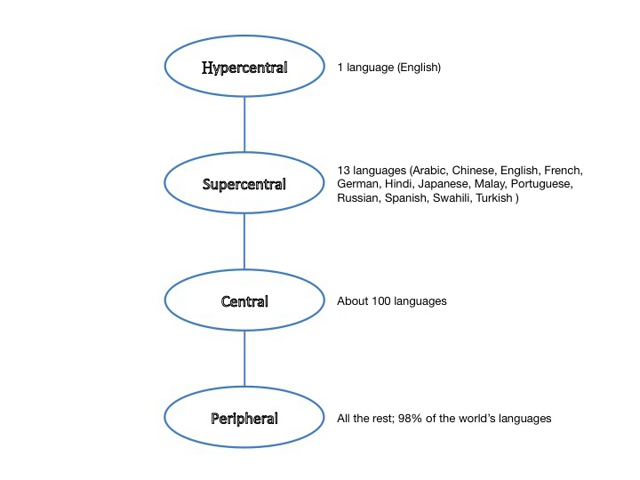 Hypercentral
1 language (English)
Supercentral
13 languages (Arabic, Chinese, English, French,
German, Hindi, Japanese, Malay, Portuguese,
Russian, Spanish, Swahili, Turkish )
Central
About 100 languages
Peripheral
All the rest; 98% of the world's languages